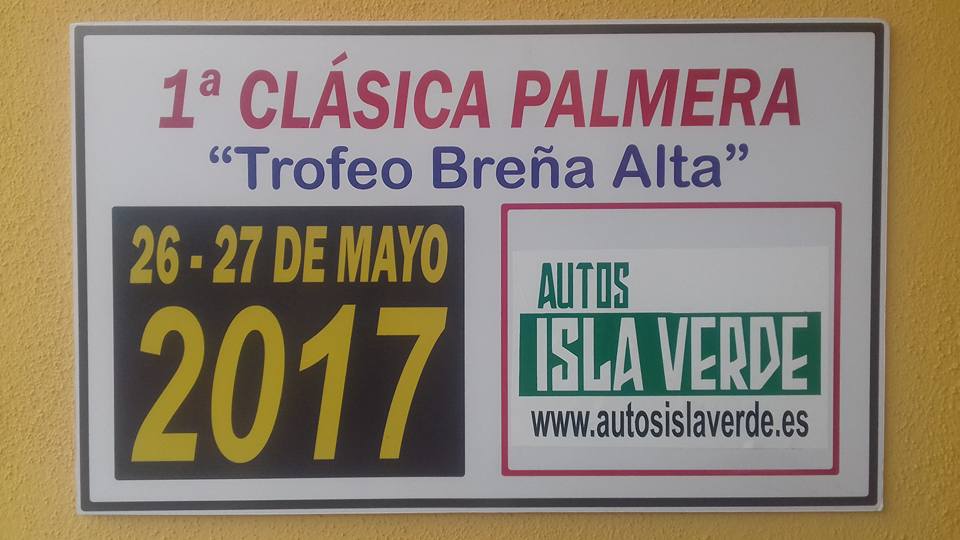 1ª CLÁSICA PALMERA
“Trofeo Breña Alta”
26 - 27 DE MAYO
2017
AUTOS
ISLA VERDE
www.autosislaverde.es